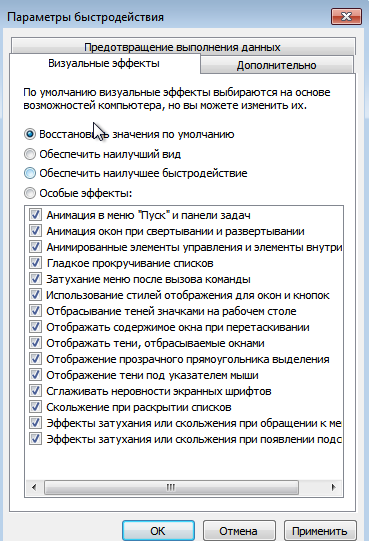 Параметры быстродействия
Предотвращение выполнения данных
Визуальные эффекты
Дополнительно
По умолчанию визуальные эффекты выбираются на основе
возможностей компьютера, но вы можете изменить их.
Восстановить значения по умолчанию
Обеспечить наилучший вид
Обеспечить наилучшее быстродействие
Особые эффекты:
Анимация в меню "Пуск" и панели задач
Анимация окон при свертывании и развертывании
Анимированные элементы управления и элементы внутри
Гладкое прокручивание списков
Затухание меню после вызова команды
Использование стилей отображения для окон и кнопок
Отбрасывание теней значками на рабочем столе
Отображать содержимое окна при перетаскивании
Отображать тени, отбрасываемые окнами
Отображение прозрачного прямоугольника выделения
Отображение тени под указателем мыши
Сглаживать неровности экранных шрифтов
Скольжение при раскрытии списков
Эффекты затухания или скольжения при обращении к ме
Эффекты затухания или скольжения при появлении подс
ОК
Отмена
Применить